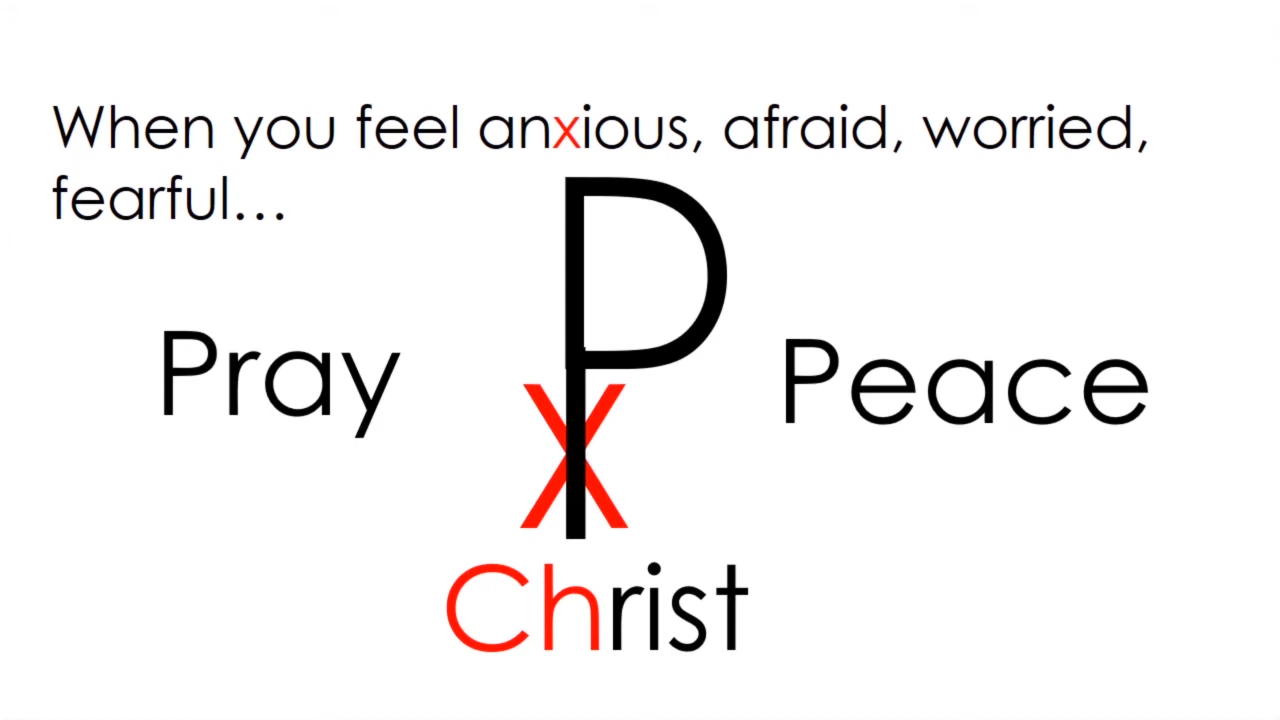 When you feel anxious, afraid, worried,
fearful…
P
Pray
Peace
x
Christ